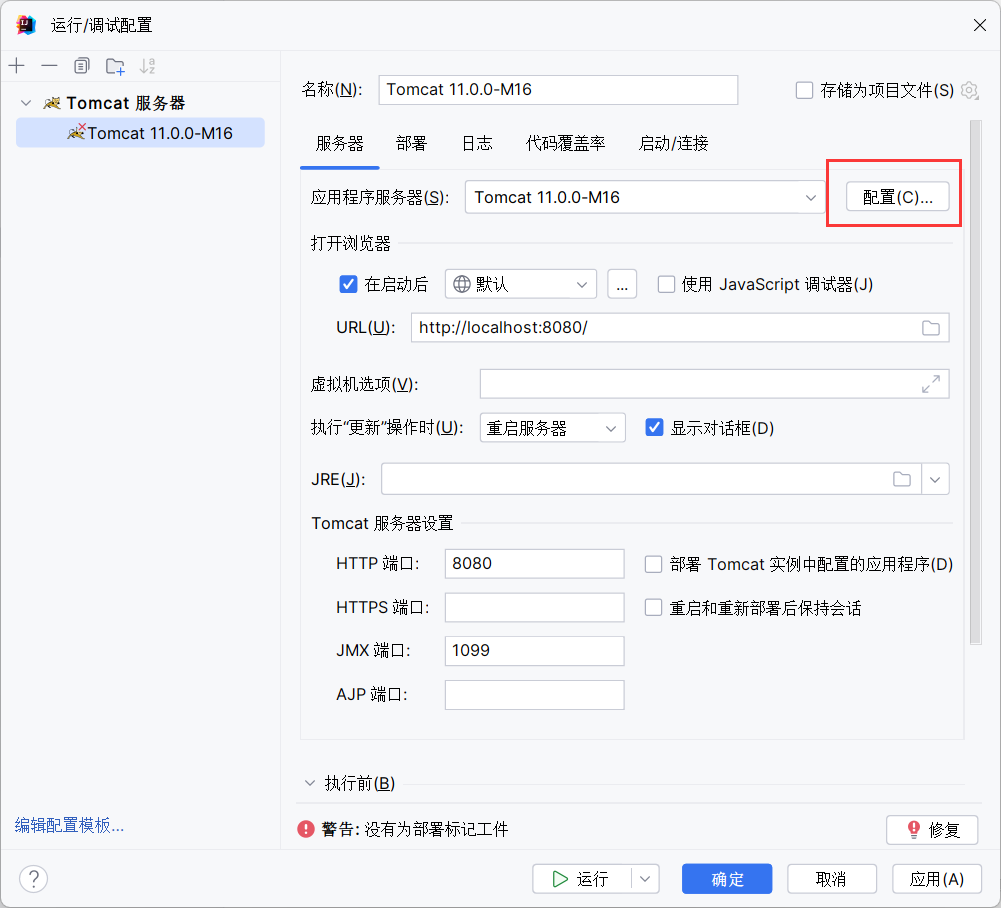 运行/调试配置
名称(N): Tomcat 11.0.0-M16 存储为项目文件(S)
Tomcat 服务器
Tomcat 11.0.0-M16
服务器 部署 日志 代码覆盖率 启动/连接
应用程序服务器(S): Tomcat 11.0.0-M16 配置(C)...
打开浏览器
在启动后 默认 ... 使用 JavaScript 调试器(J)
URL(U): http://localhost:8080/
虚拟机选项(V):
执行“更新”操作时(U): 重启服务器 显示对话框(D)
JRE(J):
Tomcat 服务器设置
HTTP 端口: 8080 部署 Tomcat 实例中配置的应用程序(D)
HTTPS 端口: 重启和重新部署后保持会话
JMX 端口: 1099
AJP 端口:
执行前(B)
编辑配置模板...
警告: 没有为部署标记工件 修复
? 运行 确定 取消 应用(A)